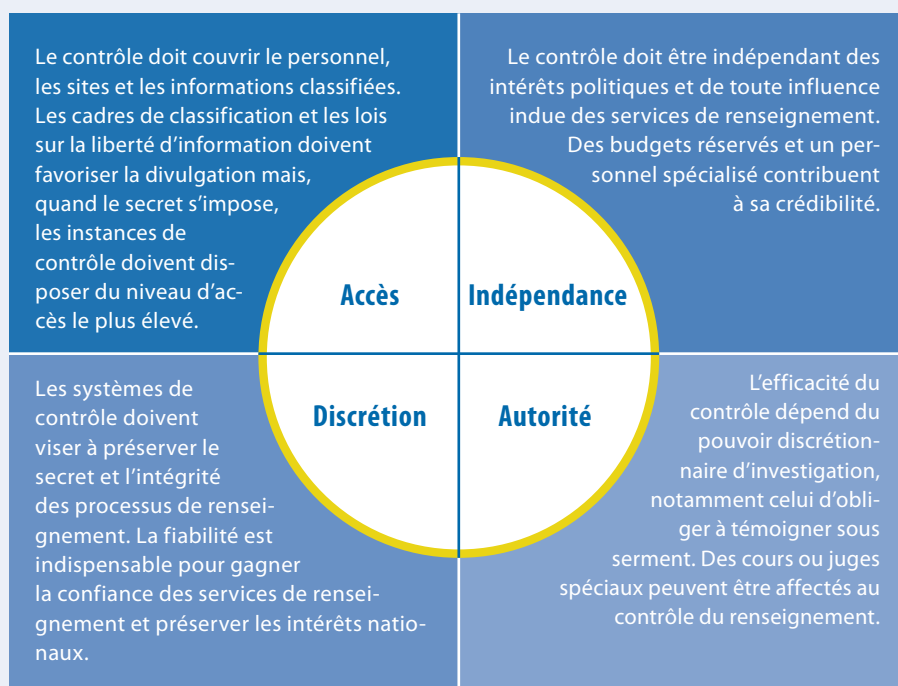 Le contrôle doit couvrir le personnel,
les sites et les informations classifiées.
Les cadres de classification et les lois
sur la liberté d’information doivent
favoriser la divulgation mais,
quand le secret s’impose,
les instances de
contrôle doivent dis-
poser du niveau d’ac-
cès le plus élevé.
Le contrôle doit être indépendant des
intérêts politiques et de toute influence
indue des services de renseignement.
Des budgets réservés et un per-
sonnel spécialisé contribuent
à sa crédibilité.
Accès
Indépendance
Discrétion
Autorité
Les systèmes de
contrôle doivent
viser à préserver le
secret et l’intégrité
des processus de rensei-
gnement. La fiabilité est
indispensable pour gagner
la confiance des services de rensei-
gnement et préserver les intérêts natio-
naux.
L’efficacité du
contrôle dépend du
pouvoir discrétion-
naire d’investigation,
notamment celui d’obli-
ger à témoigner sous
serment. Des cours ou juges
spéciaux peuvent être affectés au
contrôle du renseignement.